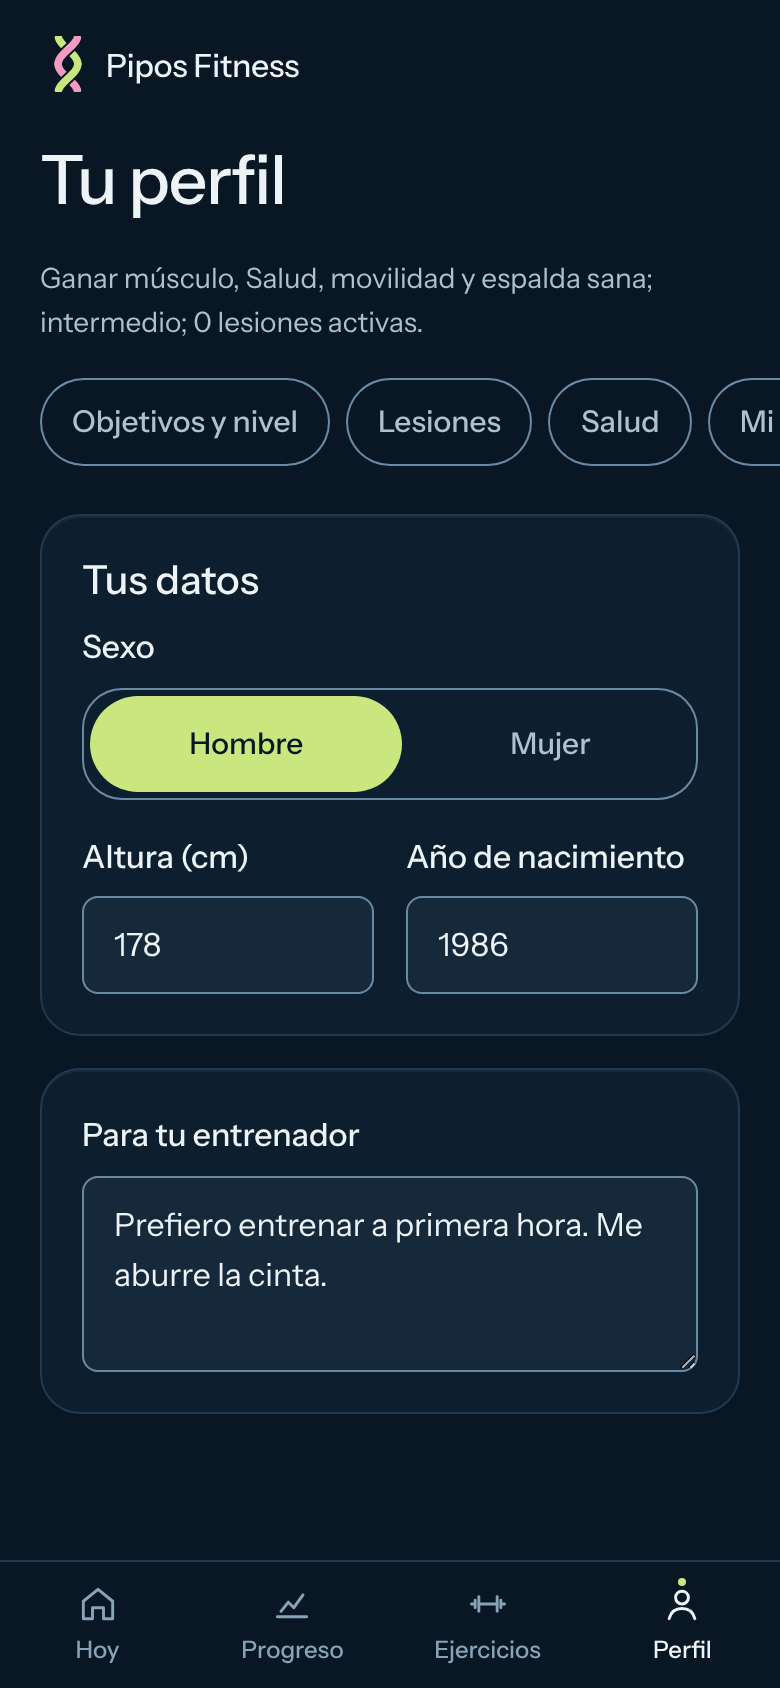 Pipos Fitness
Tu perfil
Ganar músculo, Salud, movilidad y espalda sana;
intermedio; 0 lesiones activas.
Objetivos y nivel
Lesiones
Salud
Mi
Tus datos
Sexo
Hombre
Mujer
Altura (cm)
Año de nacimiento
178
1986
Para tu entrenador
Prefiero entrenar a primera hora. Me
aburre la cinta.
Hoy
Progreso
Ejercicios
Perfil